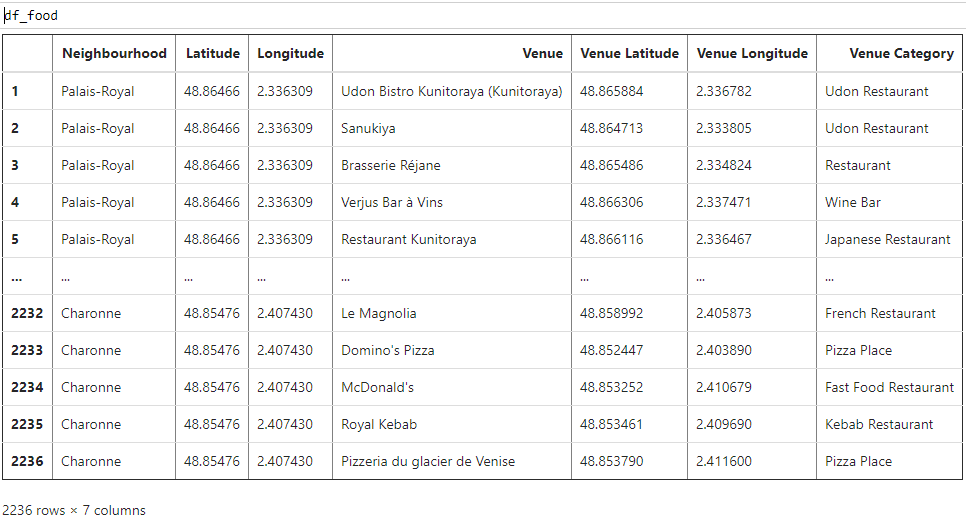 df_food
Neighbourhood Latitude Longitude Venue Venue Latitude Venue Longitude Venue Category
1 Palais-Royal 48.86466 2.336309 Udon Bistro Kunitoraya (Kunitoraya) 48.865884 2.336782 Udon Restaurant
2 Palais-Royal 48.86466 2.336309 Sanukiya 48.864713 2.333805 Udon Restaurant
3 Palais-Royal 48.86466 2.336309 Brasserie Réjane 48.865486 2.334824 Restaurant
4 Palais-Royal 48.86466 2.336309 Verjus Bar à Vins 48.866306 2.337471 Wine Bar
5 Palais-Royal 48.86466 2.336309 Restaurant Kunitoraya 48.866116 2.336467 Japanese Restaurant
... ... ... ... ... ... ... ...
2232 Charonne 48.85476 2.407430 Le Magnolia 48.858992 2.405873 French Restaurant
2233 Charonne 48.85476 2.407430 Domino's Pizza 48.852447 2.403890 Pizza Place
2234 Charonne 48.85476 2.407430 McDonald's 48.853252 2.410679 Fast Food Restaurant
2235 Charonne 48.85476 2.407430 Royal Kebab 48.853461 2.409690 Kebab Restaurant
2236 Charonne 48.85476 2.407430 Pizzeria du glacier de Venise 48.853790 2.411600 Pizza Place
2236 rows × 7 columns